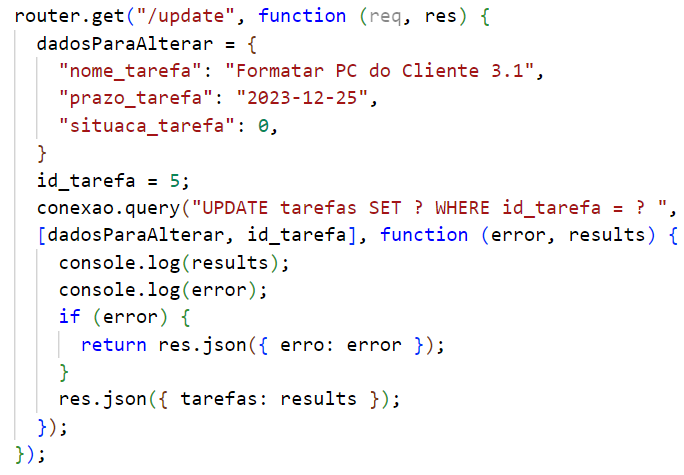 router.get("/update", function (req, res) {
  dadosParaAlterar = {
    "nome_tarefa": "Formatar PC do Cliente 3.1",
    "prazo_tarefa": "2023-12-25",
    "situaca_tarefa": 0,
  }
  id_tarefa = 5;
  conexao.query("UPDATE tarefas SET ? WHERE id_tarefa = ? ",
  [dadosParaAlterar, id_tarefa], function (error, results) {
    console.log(results);
    console.log(error);
    if (error) {
      return res.json({ erro: error });
    }
    res.json({ tarefas: results });
  });
});